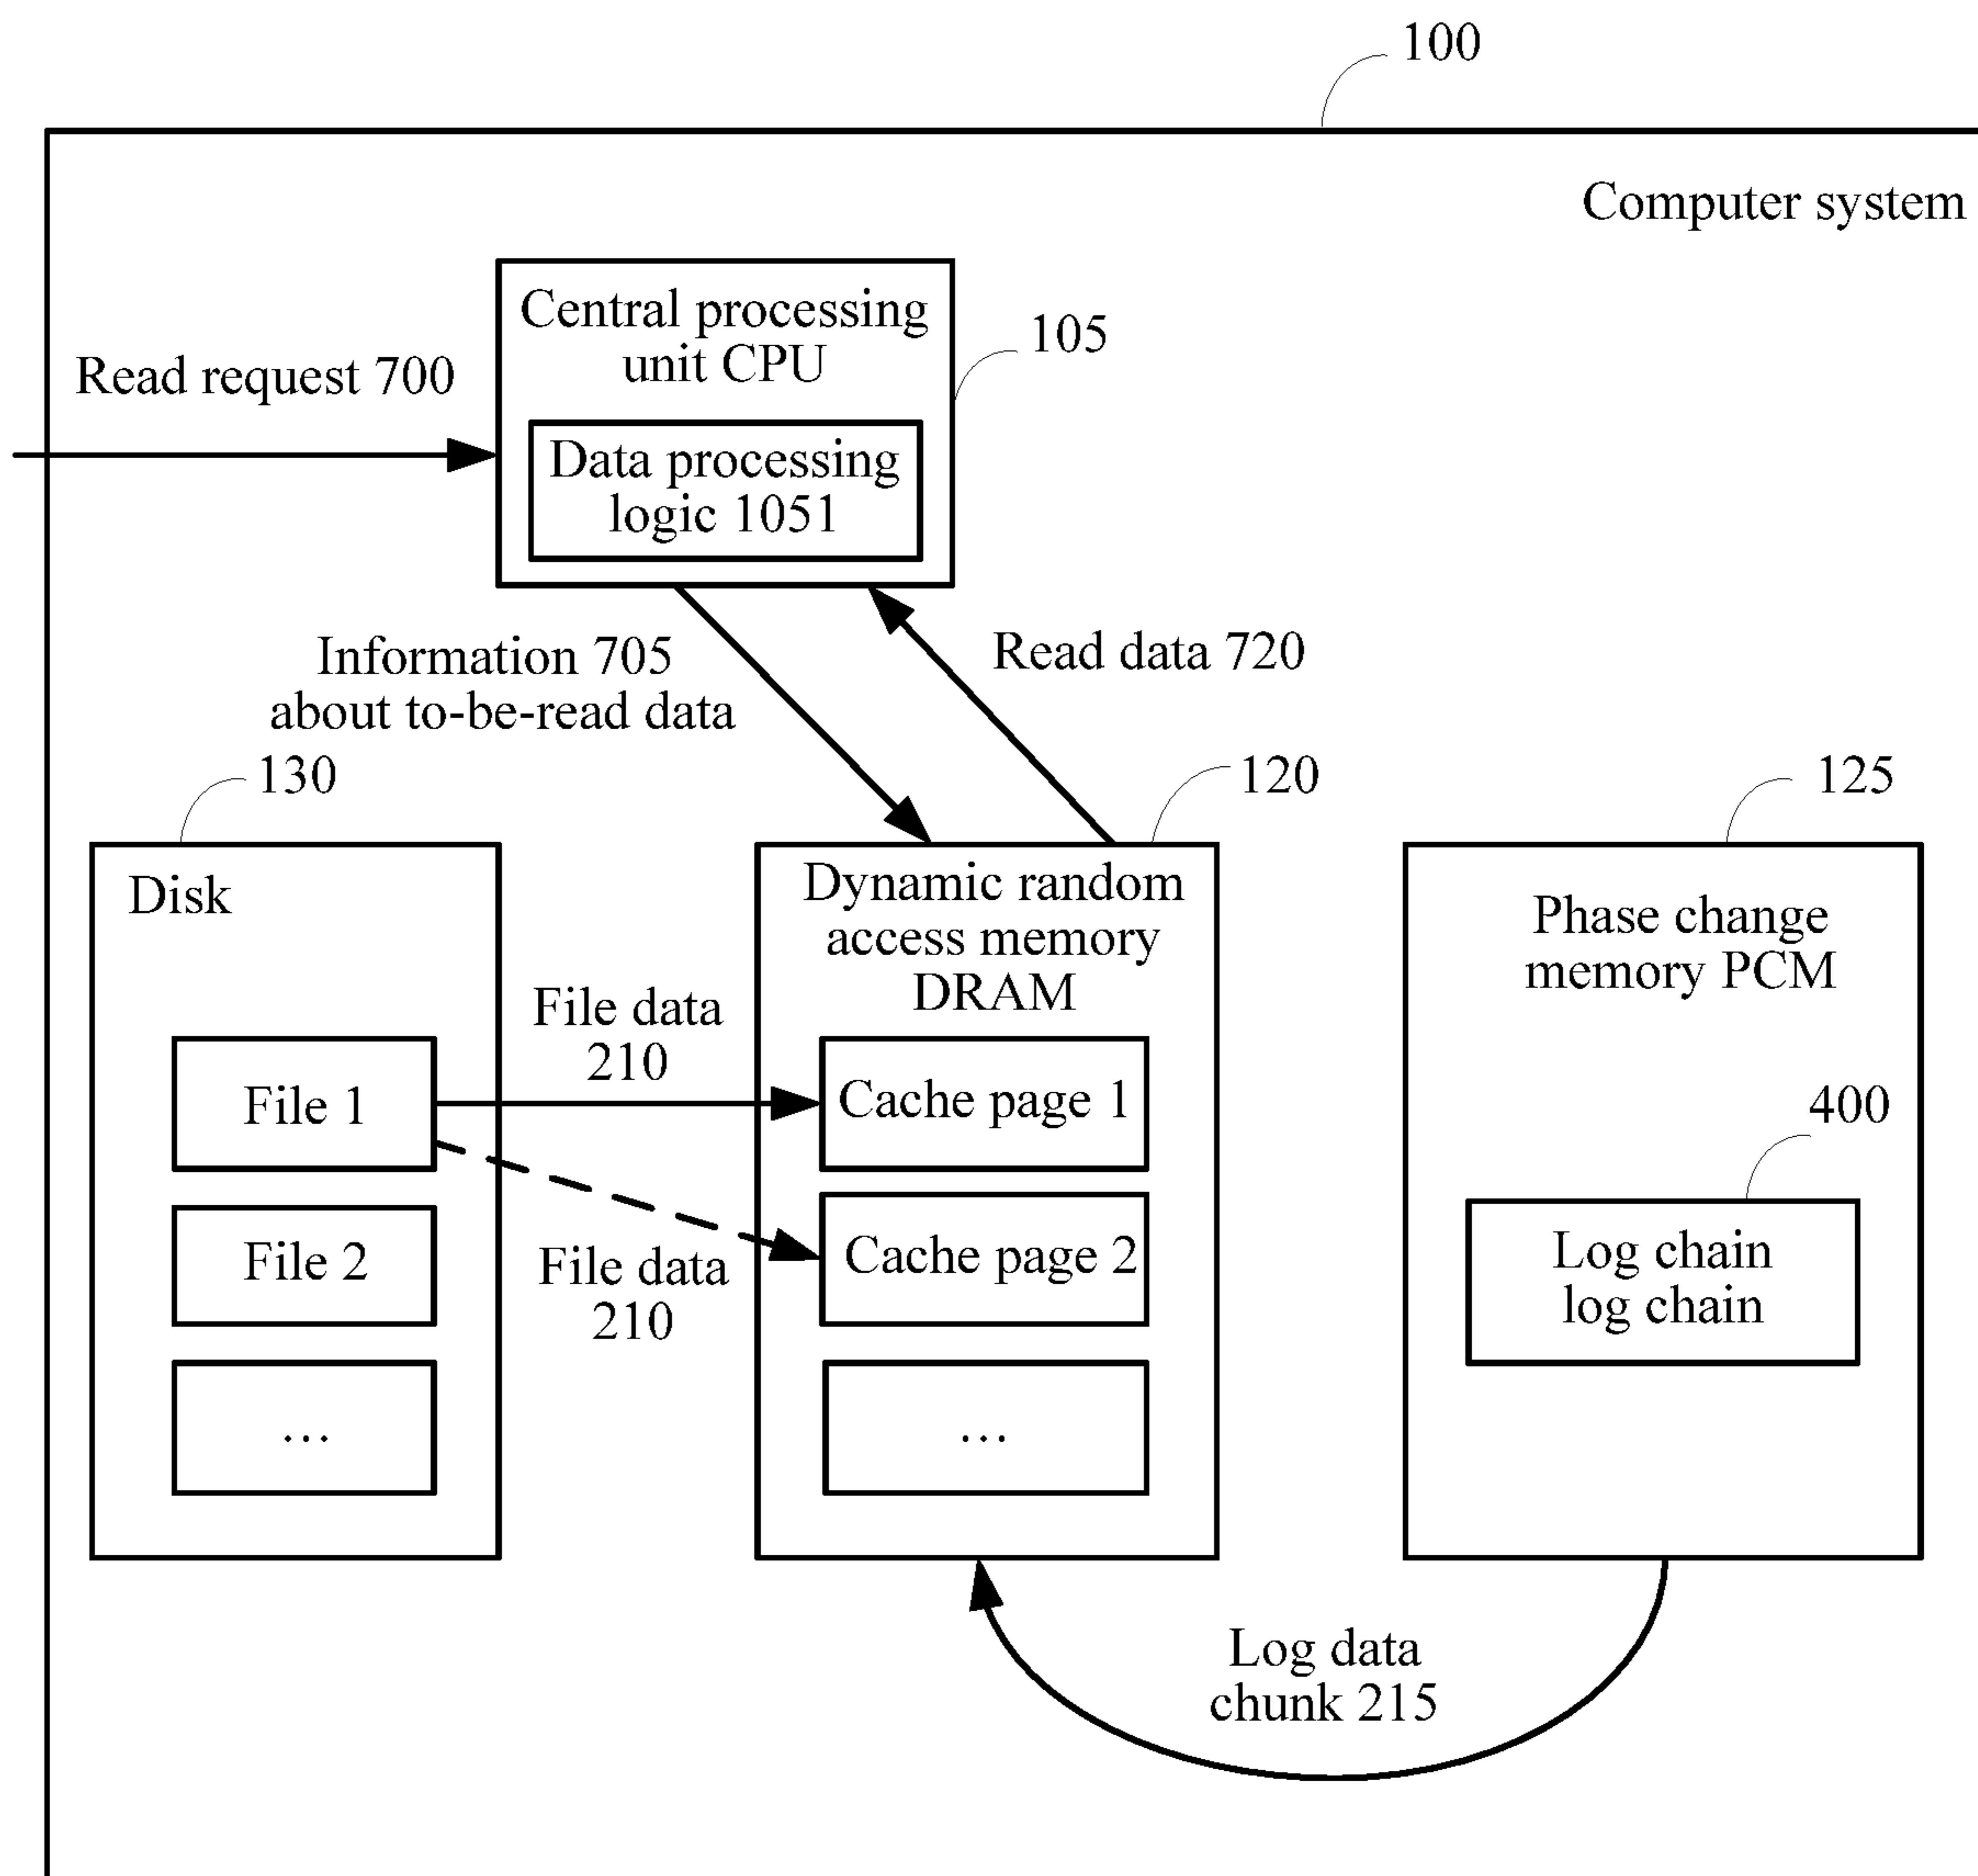 100
Computer system
Central processing
unit CPU
105
Read request 700
Data processing
logic 1051
Information 705
about to-be-read data
Read data 720
130
120
125
Disk
Dynamic random
access memory
DRAM
Phase change
memory PCM
File data
210
File 1
Cache page 1
400
File 2
File data
210
Cache page 2
Log chain
log chain
...
...
Log data
chunk 215